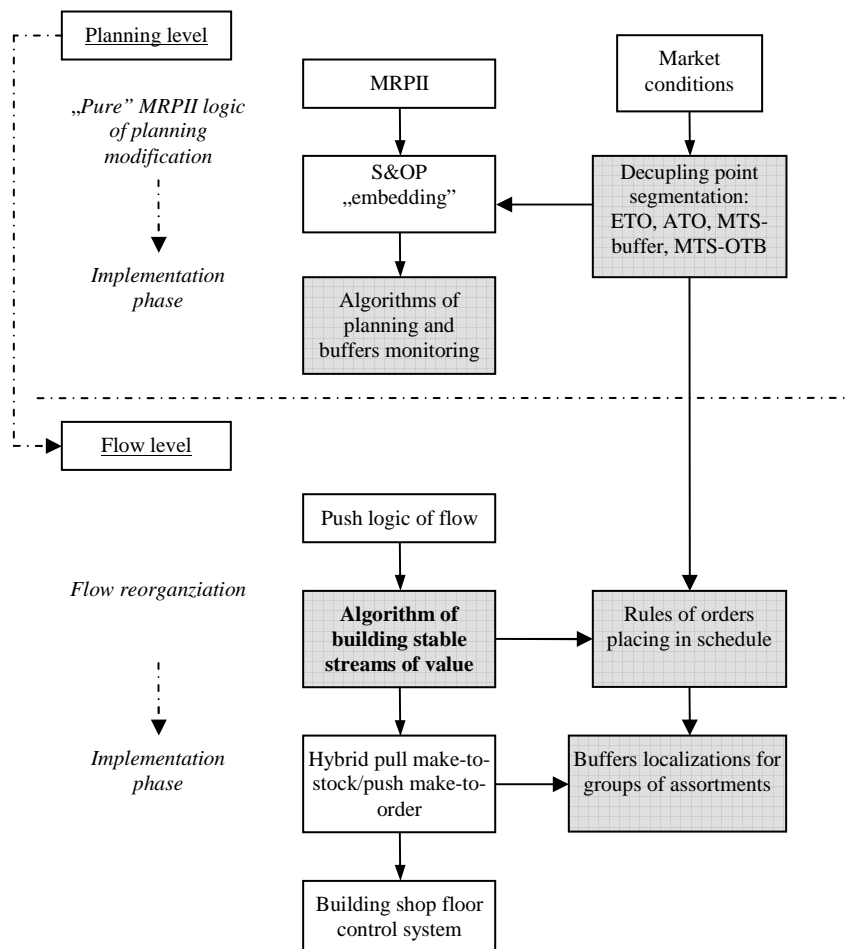 Planning level
Market
conditions
MRPII
„Pure” MRPII logic
of planning
modification
S&OP
„embedding”
Decupling point
segmentation:
ETO, ATO, MTS-
buffer, MTS-OTB
Implementation
phase
Algorithms of
planning and
buffers monitoring
Flow level
Push logic of flow
Flow reorganziation
Algorithm of
building stable
streams of value
Rules of orders
placing in schedule
Implementation
phase
Hybrid pull make-to-
stock/push make-to-
order
Buffers localizations for
groups of assortments
Building shop floor
control system